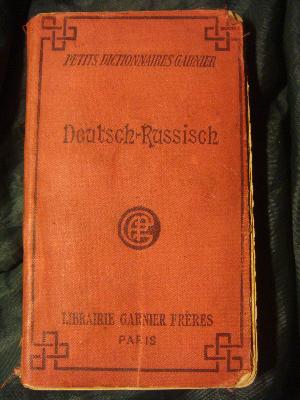 PETITS DICTIONNAIRES GARNIER
Deutsch-Russisch
LIBRAIRIE GARNIER FRÈRES
PARIS